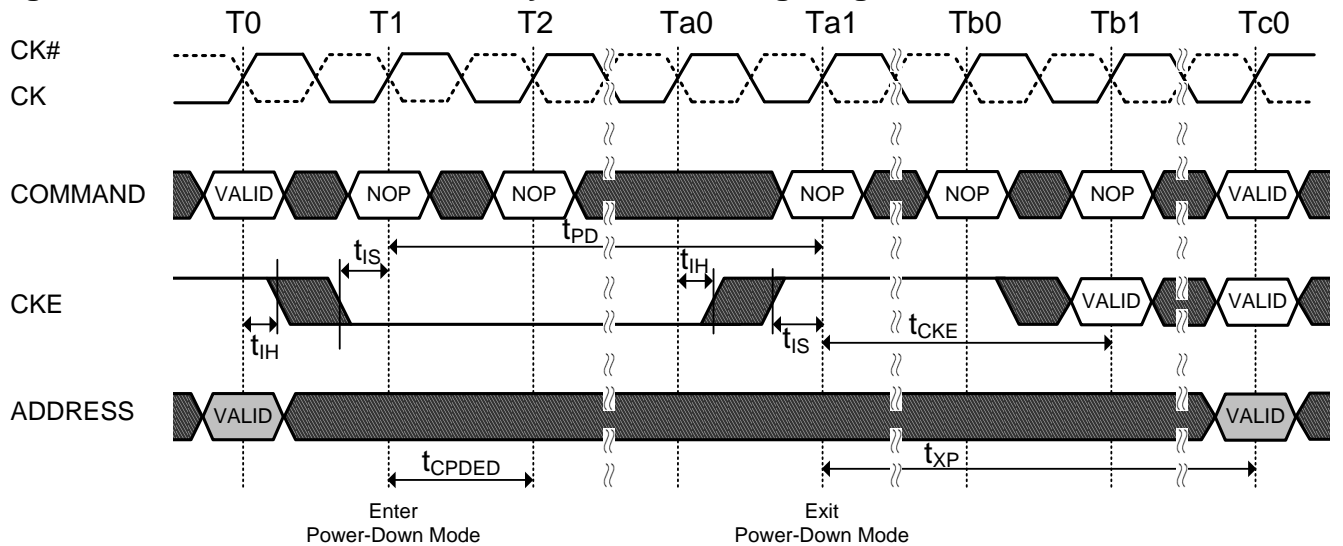 T0 T1 T2 Ta0 Ta1 Tb0 Tb1 Tc0
CK#
CK
COMMAND VALID NOP NOP NOP NOP NOP VALID
tPD
tIS tIH
CKE VALID VALID
tIH tIS tCKE
ADDRESS VALID VALID
tCPDED tXP
Enter
Power-Down Mode
Exit
Power-Down Mode